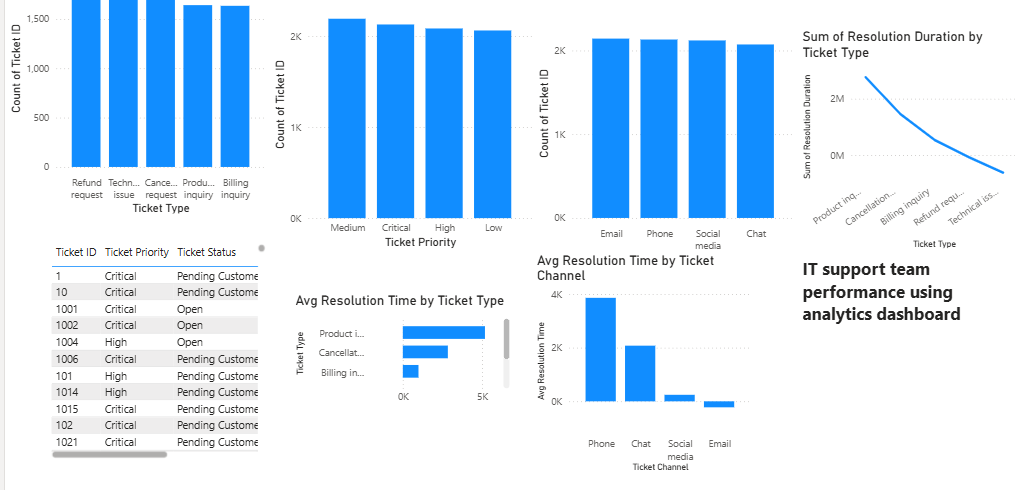 1,500
1,000
500
0
Count of Ticket ID
Refund request
Techn... issue
Cance... request
Produ... inquiry
Billing inquiry
Ticket Type
2K
1K
0K
Count of Ticket ID
Medium Critical High Low
Ticket Priority
2K
1K
0K
Count of Ticket ID
Email Phone Social media Chat
Sum of Resolution Duration by
Ticket Type
2M
0M
Sum of Resolution Duration
Product inq...
Cancellation...
Billing inquiry
Refund requ...
Technical iss...
Ticket Type
Ticket ID Ticket Priority Ticket Status
1 Critical Pending Custome
10 Critical Pending Custome
1001 Critical Open
1002 Critical Open
1004 High Open
1006 Critical Pending Custome
101 High Pending Custome
1014 High Pending Custome
1015 Critical Pending Custome
102 Critical Pending Custome
1021 Critical Pending Custome
Avg Resolution Time by Ticket Type
Ticket Type
Product i...
Cancellat...
Billing in...
0K 5K
Avg Resolution Time by Ticket
Channel
4K
2K
0K
Avg Resolution Time
Phone Chat Social media Email
Ticket Channel
IT support team
performance using
analytics dashboard